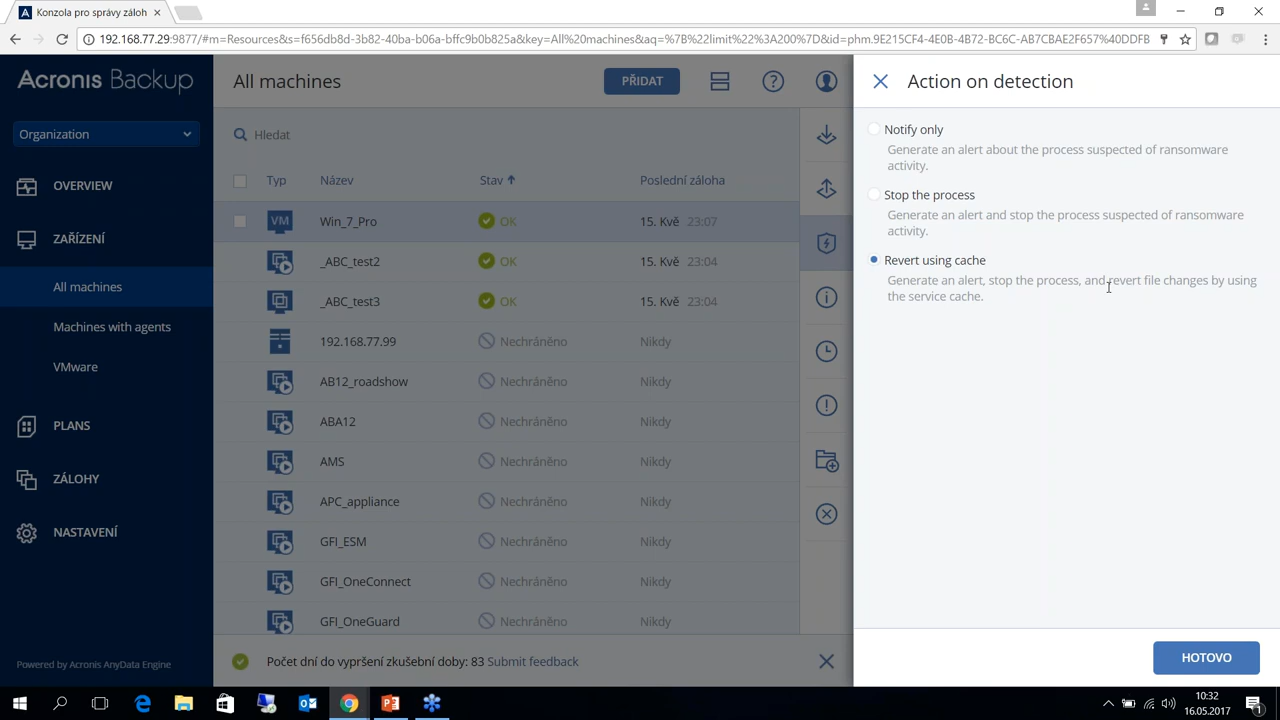 Konzola pro správy záloh
192.168.77.29:9877/#m=Resources&s=f656db8d-3b82-40ba-b06a-bffc9b0b825a&key=All%20machines&aq=%7B%22limit%22%3A200%7D&id=phm.9E215CF4-4E0B-4B72-BC6C-AB7CBAE2F657%40DDFB
Acronis Backup
Organization
OVERVIEW
ZAŘÍZENÍ
All machines
Machines with agents
VMware
PLANS
ZÁLOHY
NASTAVENÍ
Powered by Acronis AnyData Engine
All machines
PŘIDAT
Hledat
Typ Název Stav Poslední záloha
VM Win_7_Pro OK 15. Kvě 23:07
_ABC_test2 OK 15. Kvě 23:04
_ABC_test3 OK 15. Kvě 23:04
192.168.77.99 Nechráněno Nikdy
AB12_roadshow Nechráněno Nikdy
ABA12 Nechráněno Nikdy
AMS Nechráněno Nikdy
APC_appliance Nechráněno Nikdy
GFI_ESM Nechráněno Nikdy
GFI_OneConnect Nechráněno Nikdy
GFI_OneGuard Nechráněno Nikdy
Počet dní do vypršení zkušební doby: 83 Submit feedback
Action on detection
Notify only
Generate an alert about the process suspected of ransomware
activity.
Stop the process
Generate an alert and stop the process suspected of ransomware
activity.
Revert using cache
Generate an alert, stop the process, and revert file changes by using
the service cache.
HOTOVO
10:32
16.05.2017